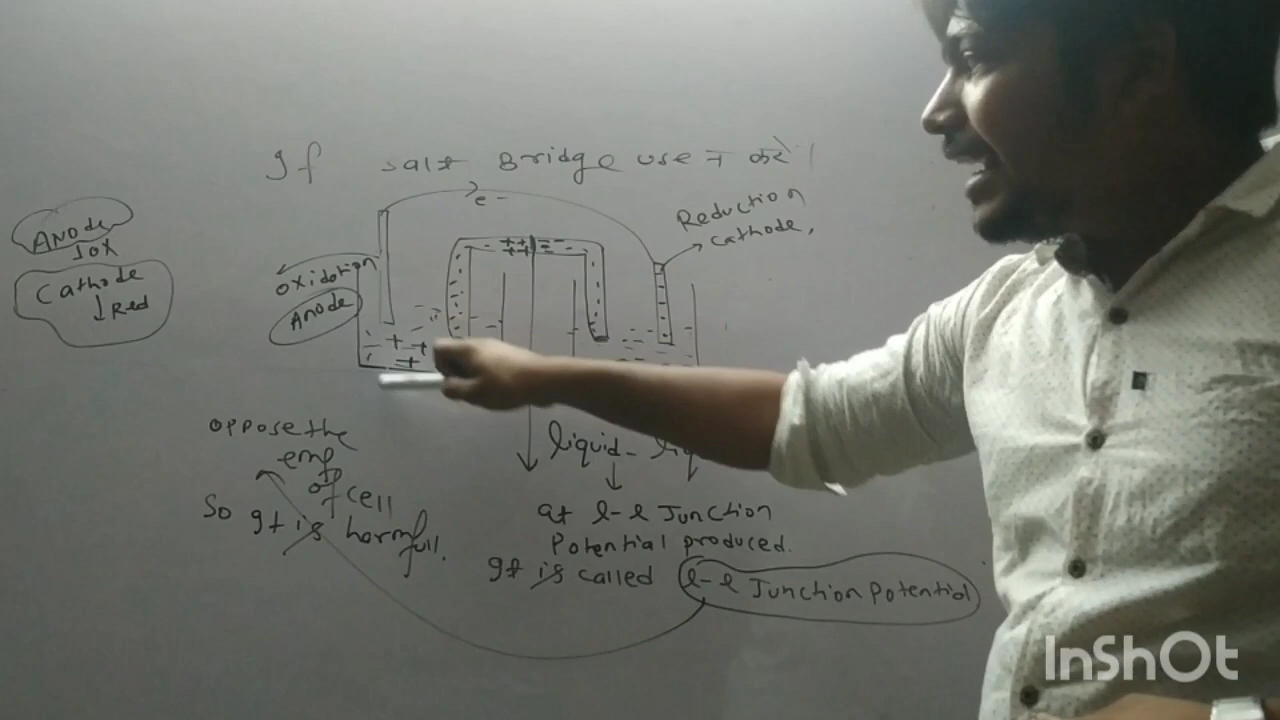 If salt Bridge use न करे।
Anode
↓ox
Cathode
↓Red
e-
Reduction
cathode,
oxidation
Anode
oppose the
emf
of cell
So It is harmfull.
liquid-
at l-l Junction
Potential produced.
It is called l-l Junction Potential
InShOt